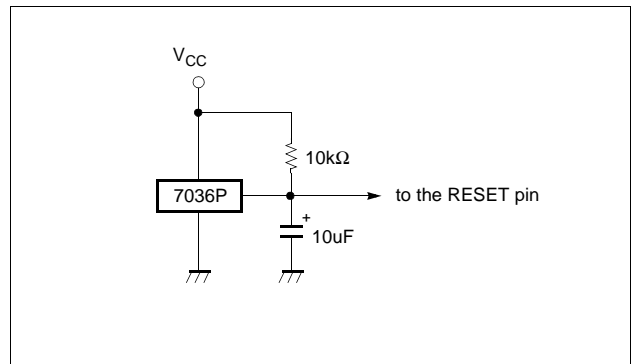 VCC
10kΩ
7036P
to the RESET pin
+
10uF